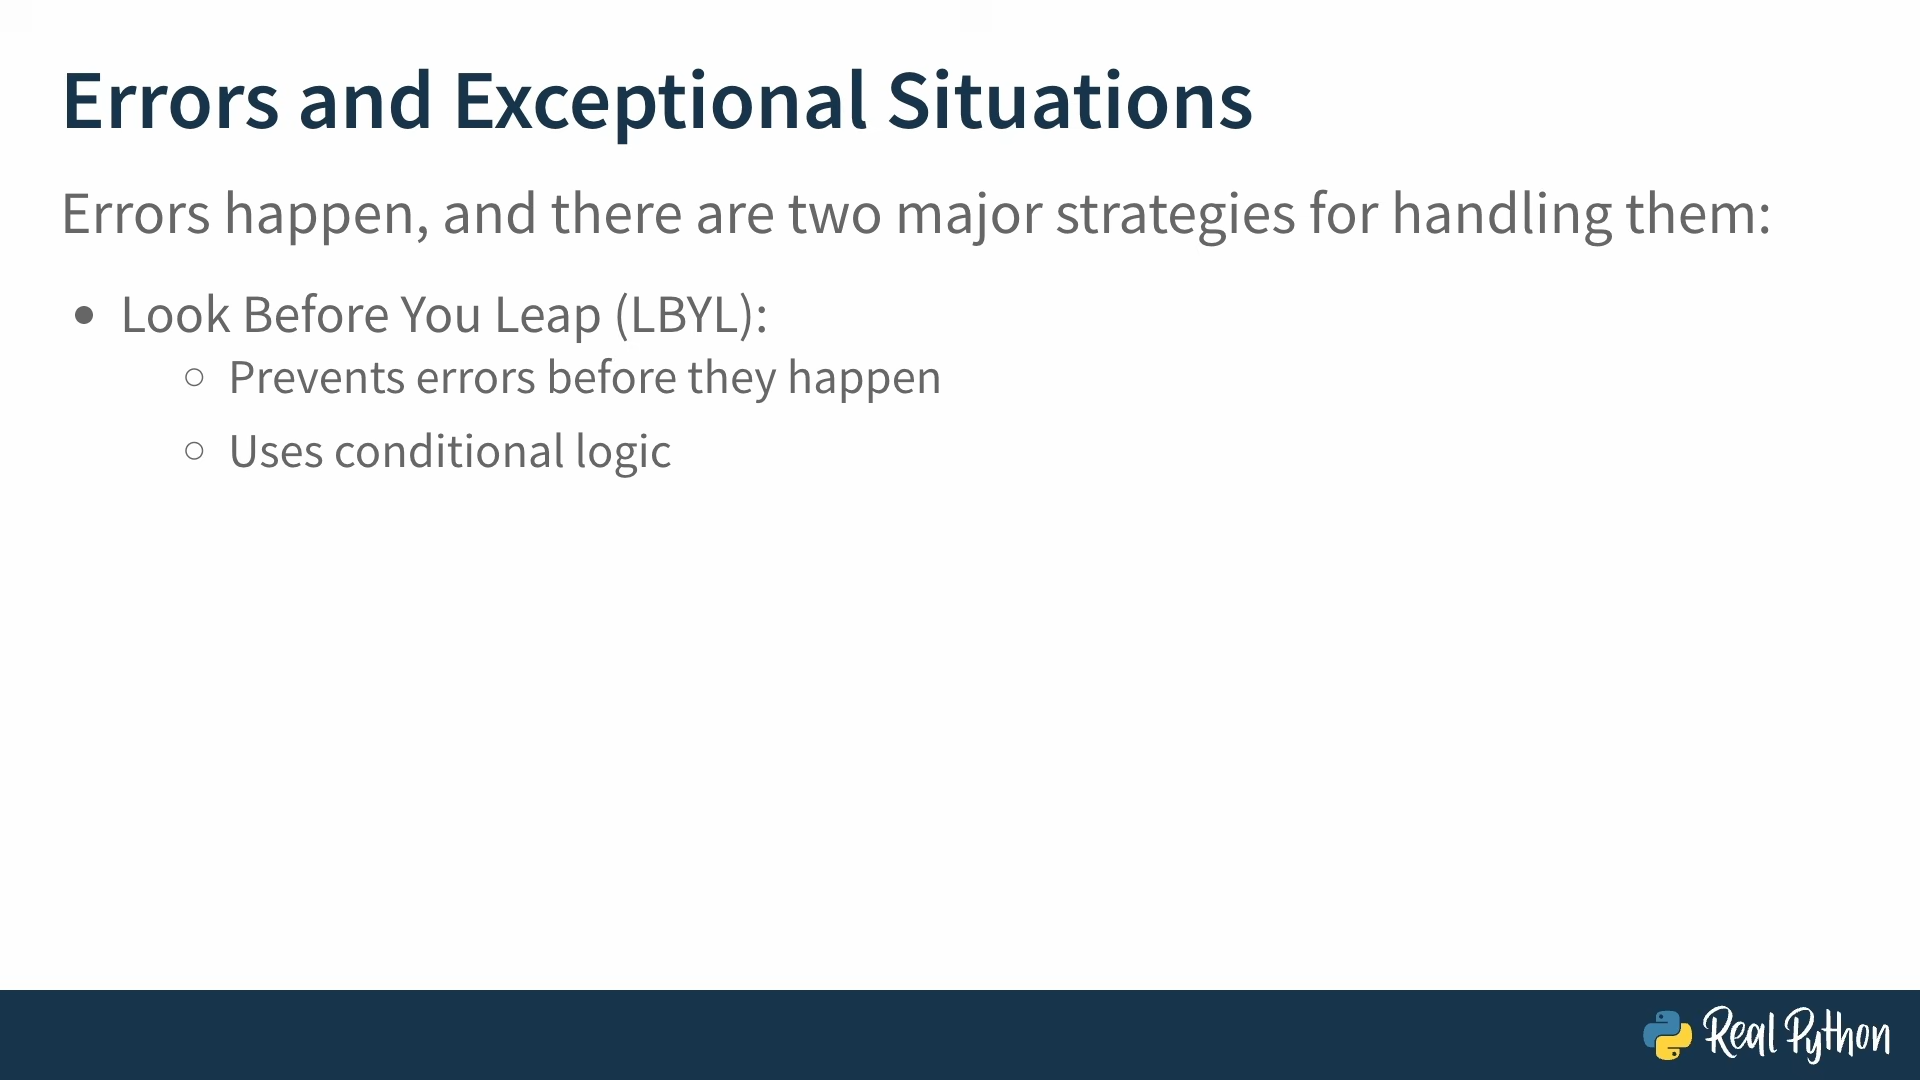 Errors and Exceptional Situations
Errors happen, and there are two major strategies for handling them:
• Look Before You Leap (LBYL):
○ Prevents errors before they happen
○ Uses conditional logic
Real Python